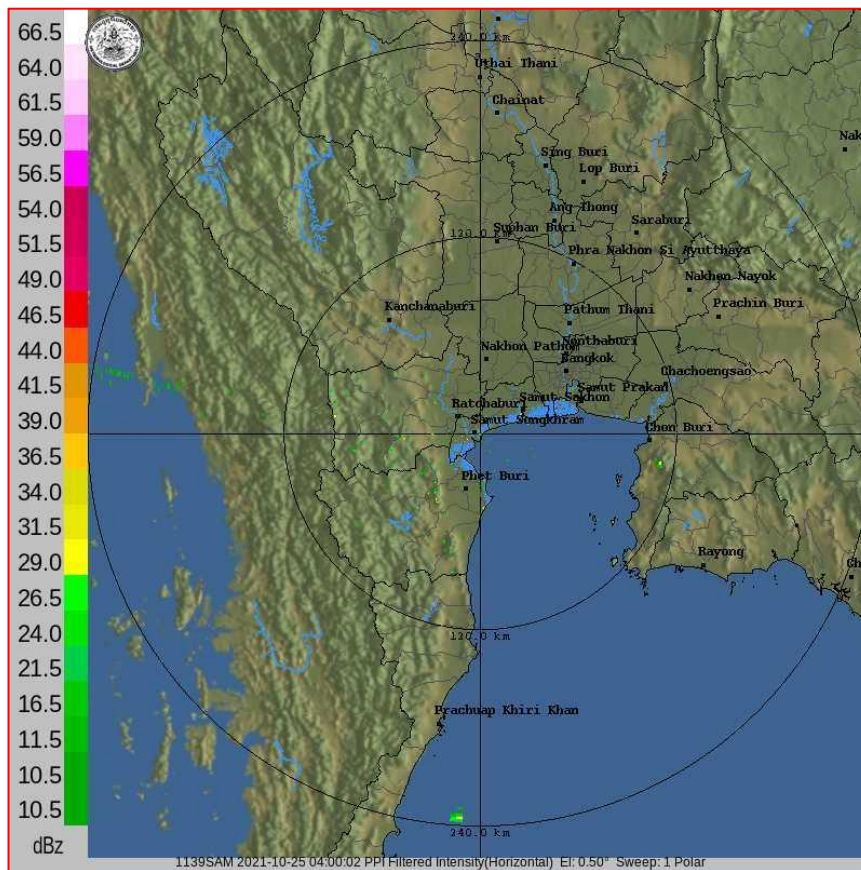 66.5
64.0
61.5
59.0
56.5
54.0
51.5
49.0
46.5
44.0
41.5
39.0
36.5
34.0
31.5
29.0
26.5
24.0
21.5
16.5
11.5
10.5
10.5
dBz
240.0 km
Uthai Thani
Chainat
Sing Buri
Lop Buri
Nak
Ang Thong
Suphan Buri
Saraburi
120.0 km
Phra Nakhon Si Ayutthaya
Nakhon Nayok
Kanchanaburi
Pathum Thani
Prachin Buri
Nonthaburi
Nakhon Pathom
Bangkok
Chachoengsao
Samut Prakan
Samut Sakhon
Ratchaburi
Samut Songkhram
Chon Buri
Phet Buri
Rayong
Ch
120.0 km
Prachuap Khiri Khan
240.0 km
1139SAM 2021-10-25 04:00:02 PPI Filtered Intensity(Horizontal) El: 0.50° Sweep: 1 Polar